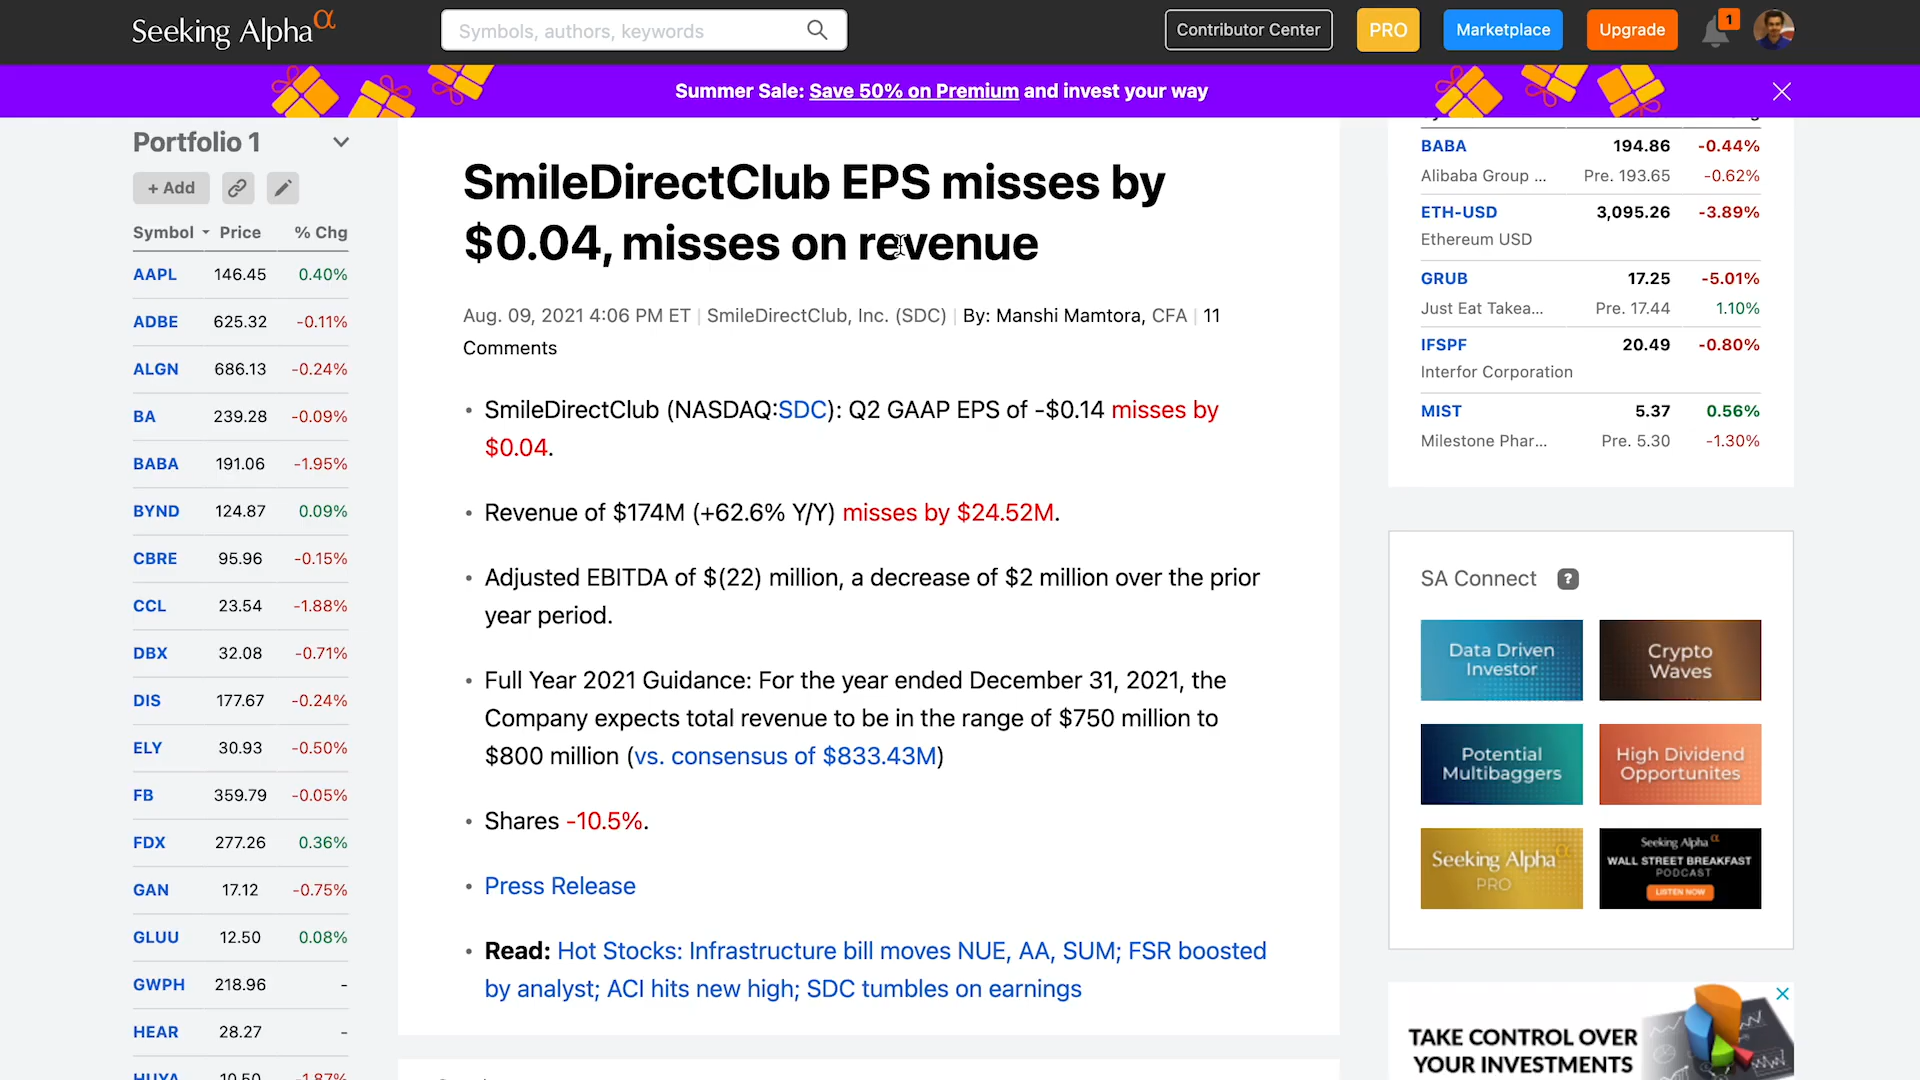 Seeking Alpha α
Symbols, authors, keywords
Contributor Center
PRO
Marketplace
Upgrade
1
Summer Sale: Save 50% on Premium and invest your way
Portfolio 1
+ Add
Symbol Price % Chg
AAPL 146.45 0.40%
ADBE 625.32 -0.11%
ALGN 686.13 -0.24%
BA 239.28 -0.09%
BABA 191.06 -1.95%
BYND 124.87 0.09%
CBRE 95.96 -0.15%
CCL 23.54 -1.88%
DBX 32.08 -0.71%
DIS 177.67 -0.24%
ELY 30.93 -0.50%
FB 359.79 -0.05%
FDX 277.26 0.36%
GAN 17.12 -0.75%
GLUU 12.50 0.08%
GWPH 218.96 -
HEAR 28.27 -
HUYA 10.50 -1.87%
SmileDirectClub EPS misses by
$0.04, misses on revenue
Aug. 09, 2021 4:06 PM ET | SmileDirectClub, Inc. (SDC) | By: Manshi Mamtora, CFA | 11
Comments
• SmileDirectClub (NASDAQ:SDC): Q2 GAAP EPS of -$0.14 misses by
$0.04.
• Revenue of $174M (+62.6% Y/Y) misses by $24.52M.
• Adjusted EBITDA of $(22) million, a decrease of $2 million over the prior
year period.
• Full Year 2021 Guidance: For the year ended December 31, 2021, the
Company expects total revenue to be in the range of $750 million to
$800 million (vs. consensus of $833.43M)
• Shares -10.5%.
• Press Release
• Read: Hot Stocks: Infrastructure bill moves NUE, AA, SUM; FSR boosted
by analyst; ACI hits new high; SDC tumbles on earnings
BABA 194.86 -0.44%
Alibaba Group ... Pre. 193.65 -0.62%
ETH-USD 3,095.26 -3.89%
Ethereum USD
GRUB 17.25 -5.01%
Just Eat Takea... Pre. 17.44 1.10%
IFSPF 20.49 -0.80%
Interfor Corporation
MIST 5.37 0.56%
Milestone Phar... Pre. 5.30 -1.30%
SA Connect ?
Data Driven
Investor
Crypto
Waves
Potential
Multibaggers
High Dividend
Opportunites
Seeking Alpha α
PRO
Seeking Alpha α
WALL STREET BREAKFAST
PODCAST
LISTEN NOW
TAKE CONTROL OVER
YOUR INVESTMENTS